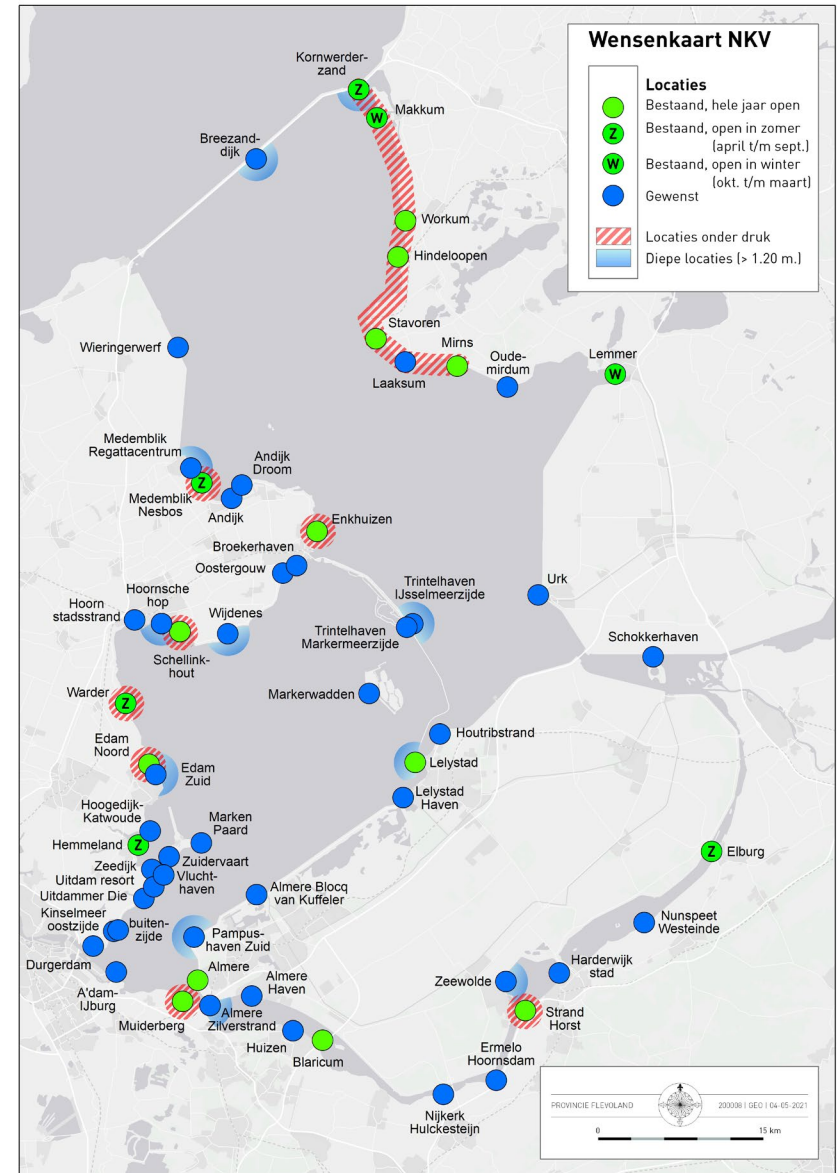 Wensenkaart NKV
Locaties
Bestaand, hele jaar open
Z
Bestaand, open in zomer
(april t/m sept.)
W
Bestaand, open in winter
(okt. t/m maart)
Gewenst
Locaties onder druk
Diepe locaties (> 1.20 m.)
Kornwerder-
zand
Z
Makkum
W
Breezand-
dijk
Workum
Hindeloopen
Stavoren
Mirns
Laaksum
Oude-
mirdum
Lemmer
W
Wieringerwerf
Medemblik
Regattacentrum
Z
Medemblik
Nesbos
Andijk
Droom
Andijk
Enkhuizen
Broekerhaven
Oostergouw
Hoornsche
hop
Hoorn
stadsstrand
Wijdenes
Schellink-
hout
Trintelhaven
IJsselmeerzijde
Trintelhaven
Markermeerzijde
Urk
Schokkerhaven
Warder
Z
Markerwadden
Houtribstrand
Edam
Noord
Edam
Zuid
Lelystad
Lelystad
Haven
Hoogedijk-
Katwoude
Marken
Paard
Hemmeland
Z
Zuidervaart
Zeedijk
Uitdam resort
Vlucht-
haven
Uitdammer Die
Z
Elburg
Almere Blocq
van Kuffeler
Kinselmeer
oostzijde
buiten-
zijde
Pampus-
haven Zuid
Nunspeet
Westeinde
Durgerdam
A'dam-
IJburg
Almere
Almere
Haven
Muiderberg
Almere
Zilverstrand
Huizen
Blaricum
Zeewolde
Harderwijk
stad
Strand
Horst
Ermelo
Hoornsdam
Nijkerk
Hulckesteijn
PROVINCIE FLEVOLAND
200008 | GEO | 04-05-2021
0
15 km